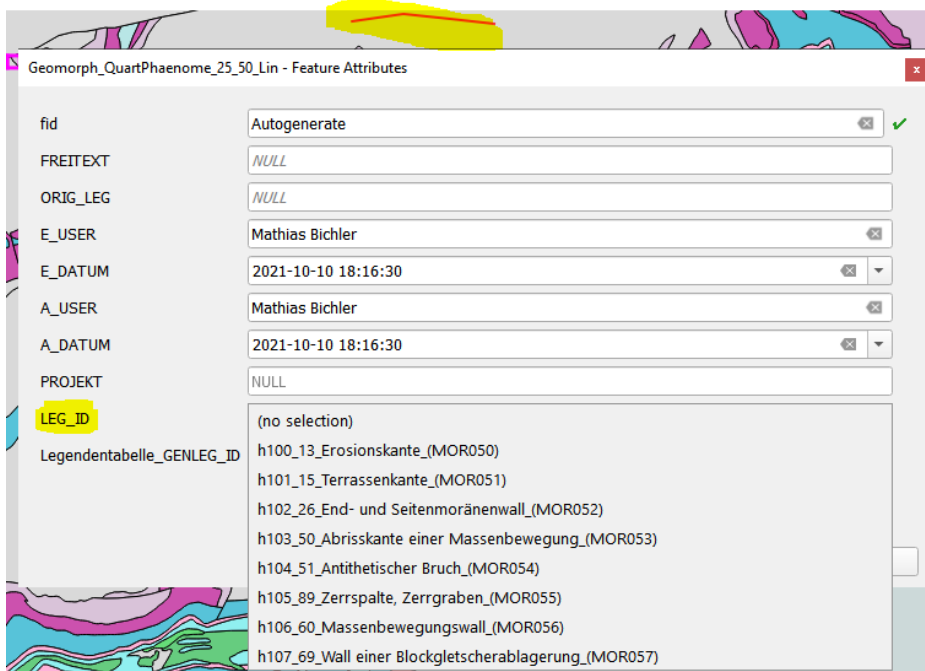 Geomorph_QuartPhaenome_25_50_Lin - Feature Attributes
x
fid Autogenerate
FREITEXT NULL
ORIG_LEG NULL
E_USER Mathias Bichler
E_DATUM 2021-10-10 18:16:30
A_USER Mathias Bichler
A_DATUM 2021-10-10 18:16:30
PROJEKT NULL
LEG_ID (no selection)
h100_13_Erosionskante_(MOR050)
Legendentabelle_GENLEG_ID
h101_15_Terrassenkante_(MOR051)
h102_26_End- und Seitenmoränenwall_(MOR052)
h103_50_Abrisskante einer Massenbewegung_(MOR053)
h104_51_Antithetischer Bruch_(MOR054)
h105_89_Zerrspalte, Zerrgraben_(MOR055)
h106_60_Massenbewegungswall_(MOR056)
h107_69_Wall einer Blockgletscherablagerung_(MOR057)